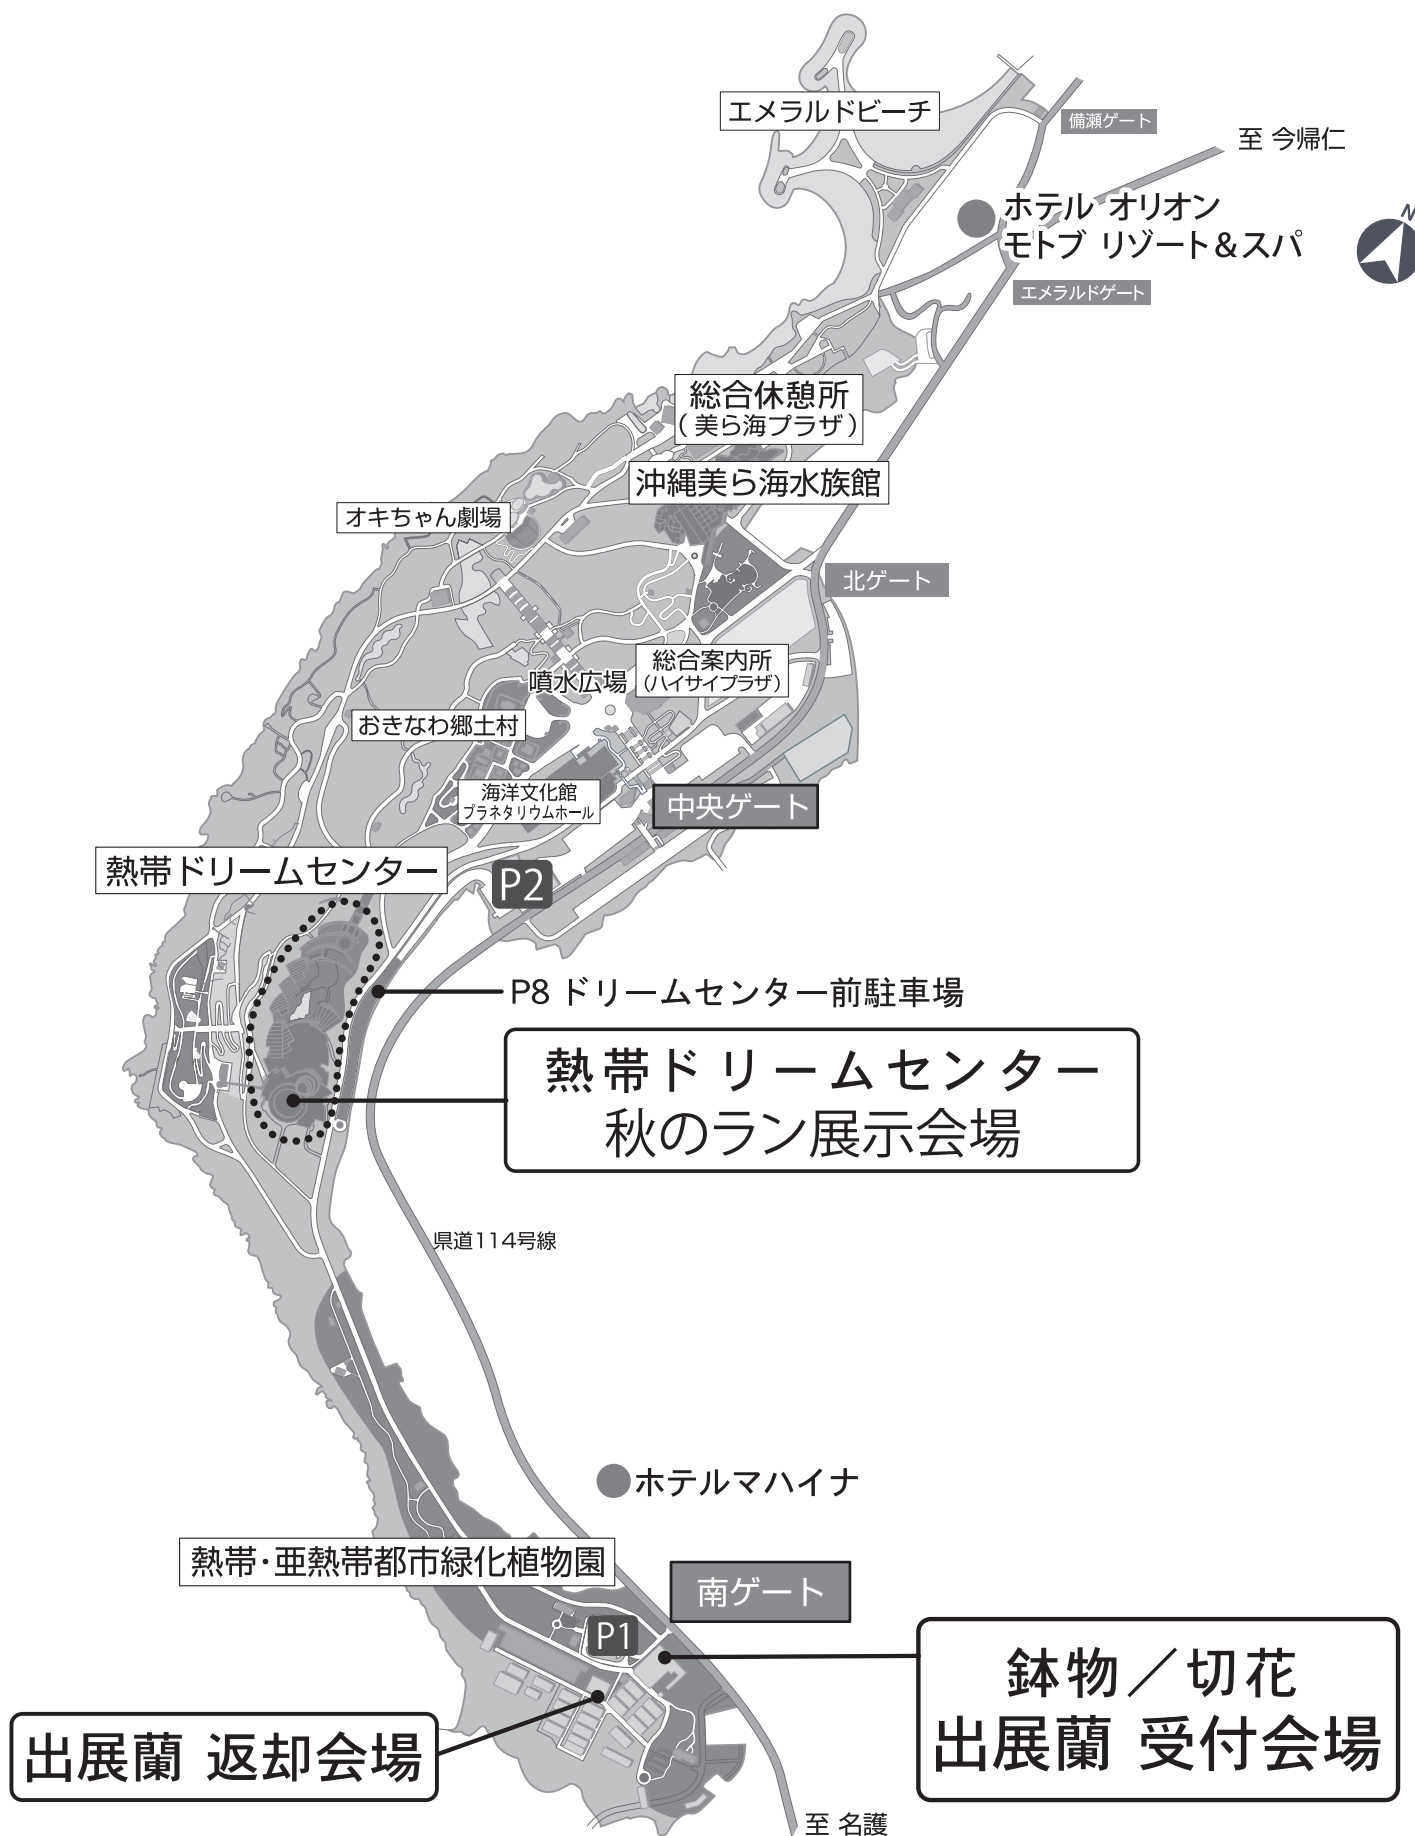 エメラルドビーチ
備瀬ゲート
至 今帰仁
N
ホテル オリオン
モトブ リゾート&スパ
エメラルドゲート
総合休憩所
(美ら海プラザ)
沖縄美ら海水族館
オキちゃん劇場
北ゲート
総合案内所
(ハイサイプラザ)
噴水広場
おきなわ郷土村
海洋文化館
プラネタリウムホール
中央ゲート
熱帯ドリームセンター
P2
P8 ドリームセンター前駐車場
熱帯ドリームセンター
秋のラン展示会場
県道114号線
ホテルマハイナ
熱帯・亜熱帯都市緑化植物園
南ゲート
P1
鉢物/切花
出展蘭 受付会場
出展蘭 返却会場
至 名護